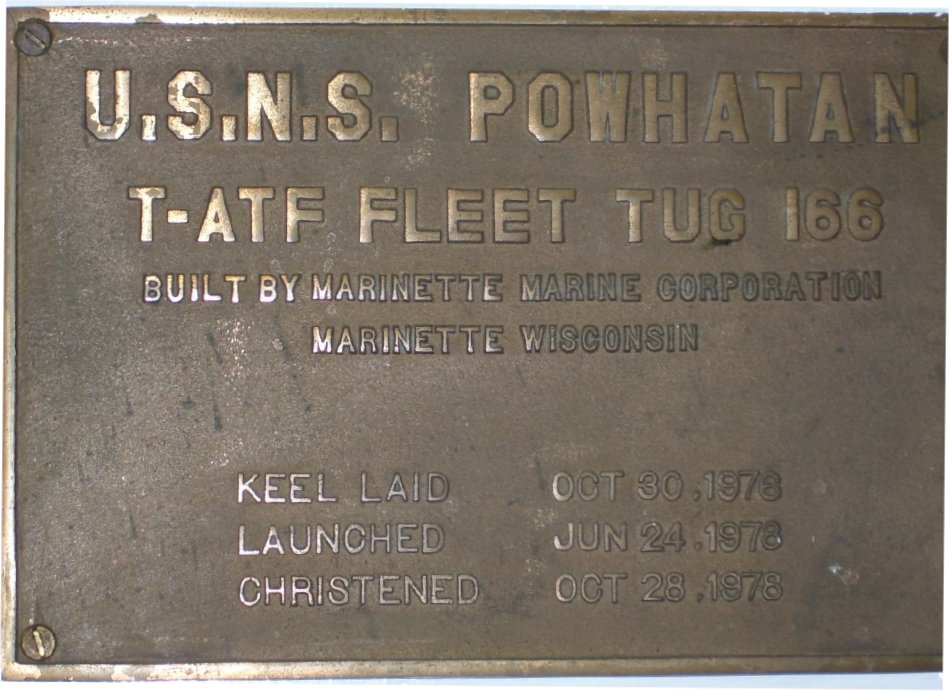 U.S.N.S. POWHATAN
T-ATF FLEET TUG 166
BUILT BY MARINETTE MARINE CORPORATION
MARINETTE WISCONSIN
KEEL LAID OCT 30,1976
LAUNCHED JUN 24,1978
CHRISTENED OCT 28,1978